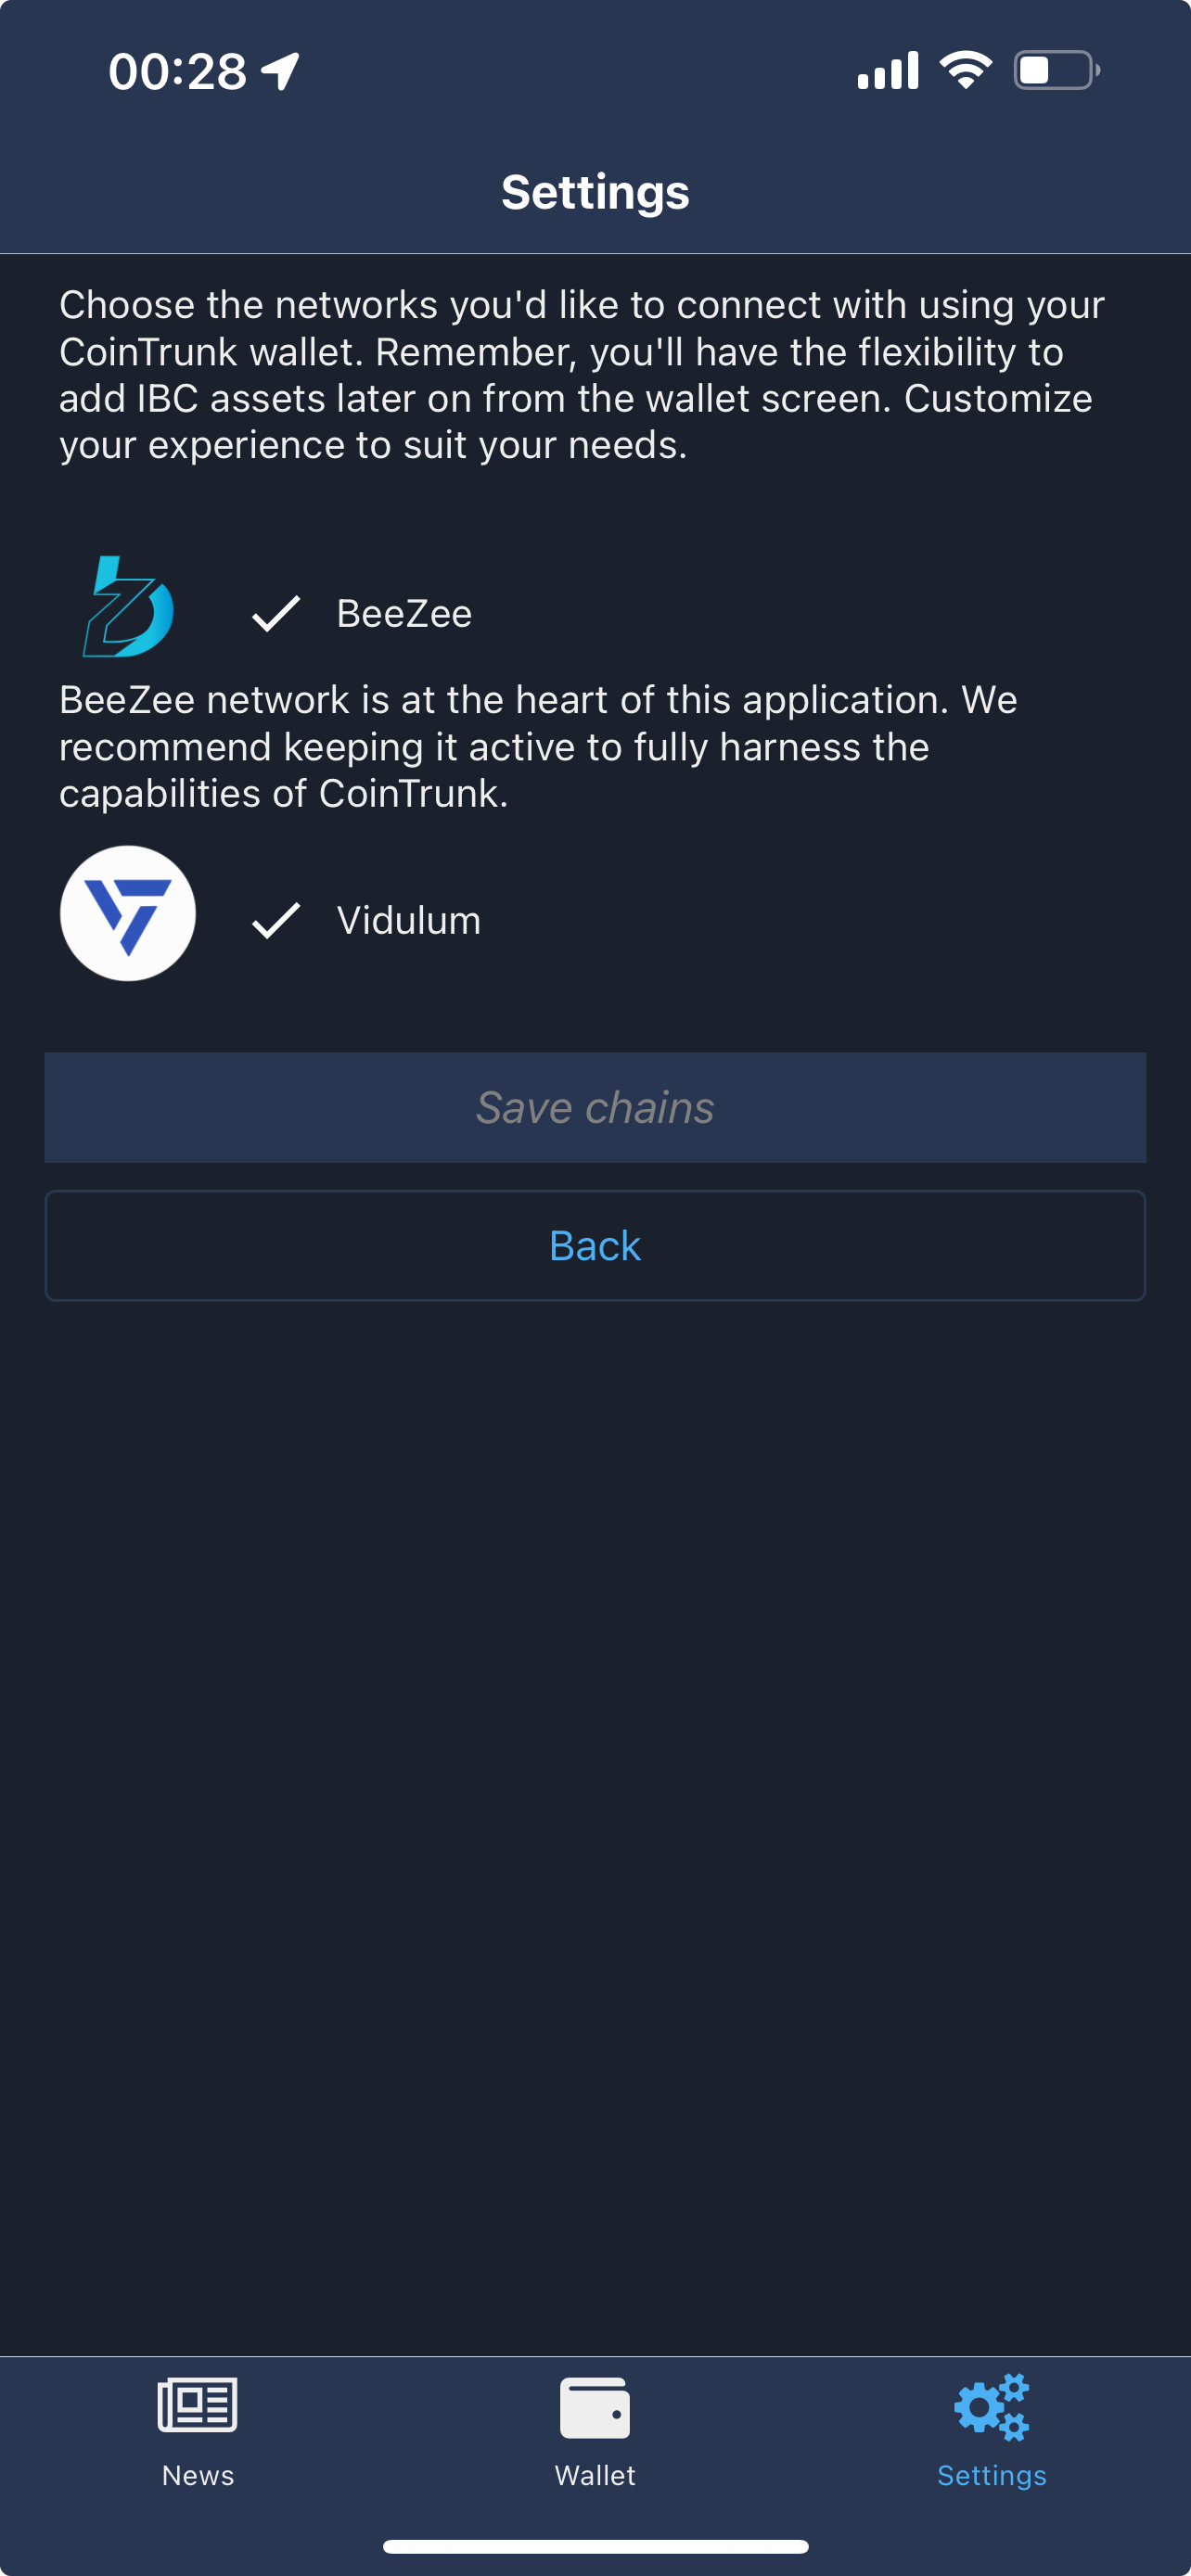 00:28
Settings
Choose the networks you'd like to connect with using your
CoinTrunk wallet. Remember, you'll have the flexibility to
add IBC assets later on from the wallet screen. Customize
your experience to suit your needs.
BeeZee
BeeZee network is at the heart of this application. We
recommend keeping it active to fully harness the
capabilities of CoinTrunk.
Vidulum
Save chains
Back
News
Wallet
Settings